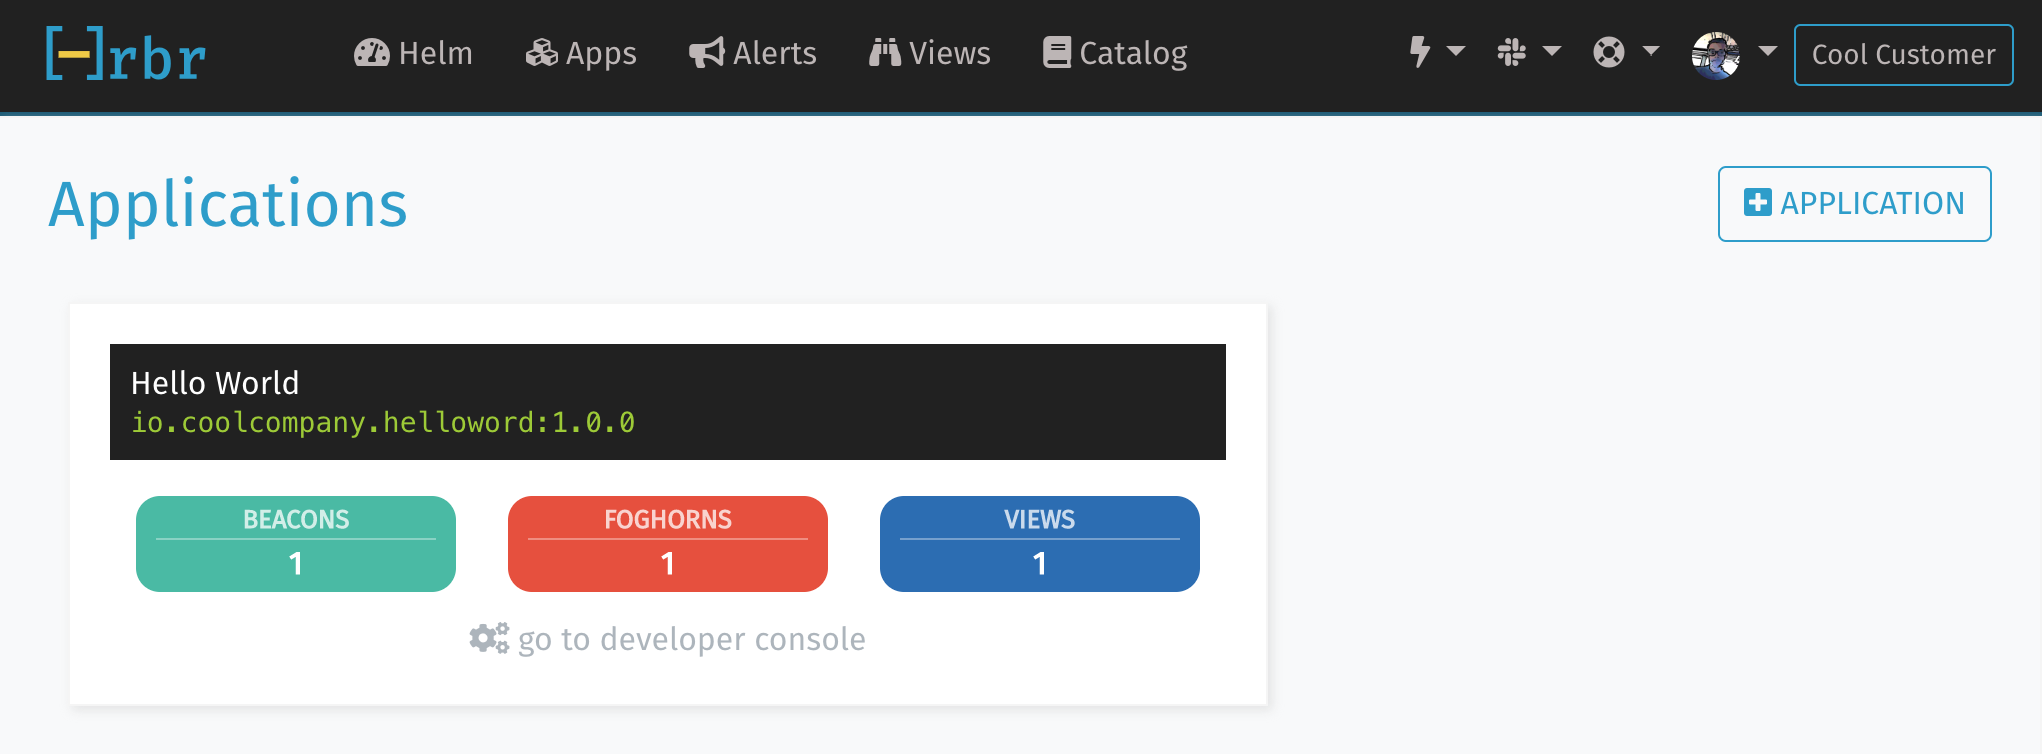 [-]rbr Helm Apps Alerts Views Catalog Cool Customer
Applications
APPLICATION
Hello World
io.coolcompany.helloword:1.0.0
BEACONS FOGHORNS VIEWS
1 1 1
go to developer console